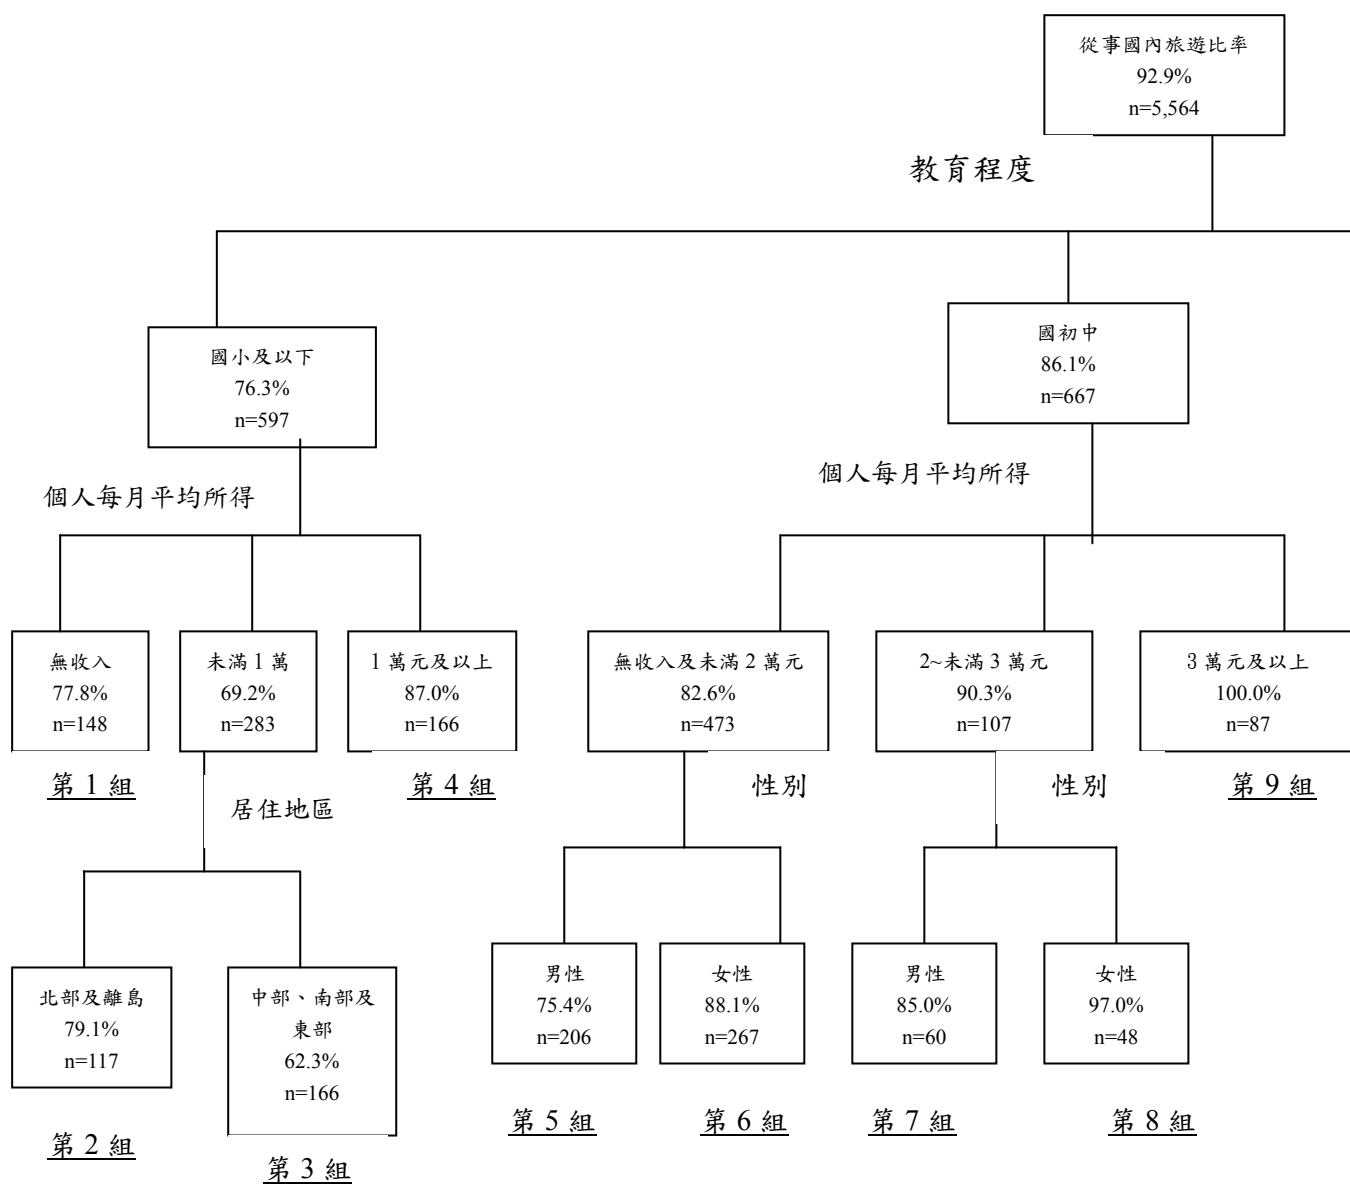 從事國內旅遊比率
92.9%
n=5,564
教育程度
國小及以下
76.3%
n=597
國初中
86.1%
n=667
個人每月平均所得
個人每月平均所得
無收入
77.8%
n=148
第 1 組
未滿 1 萬
69.2%
n=283
1 萬元及以上
87.0%
n=166
第 4 組
無收入及未滿 2 萬元
82.6%
n=473
2~未滿 3 萬元
90.3%
n=107
3 萬元及以上
100.0%
n=87
第 9 組
居住地區
性別
性別
北部及離島
79.1%
n=117
第 2 組
中部、南部及
東部
62.3%
n=166
第 3 組
男性
75.4%
n=206
第 5 組
女性
88.1%
n=267
第 6 組
男性
85.0%
n=60
第 7 組
女性
97.0%
n=48
第 8 組